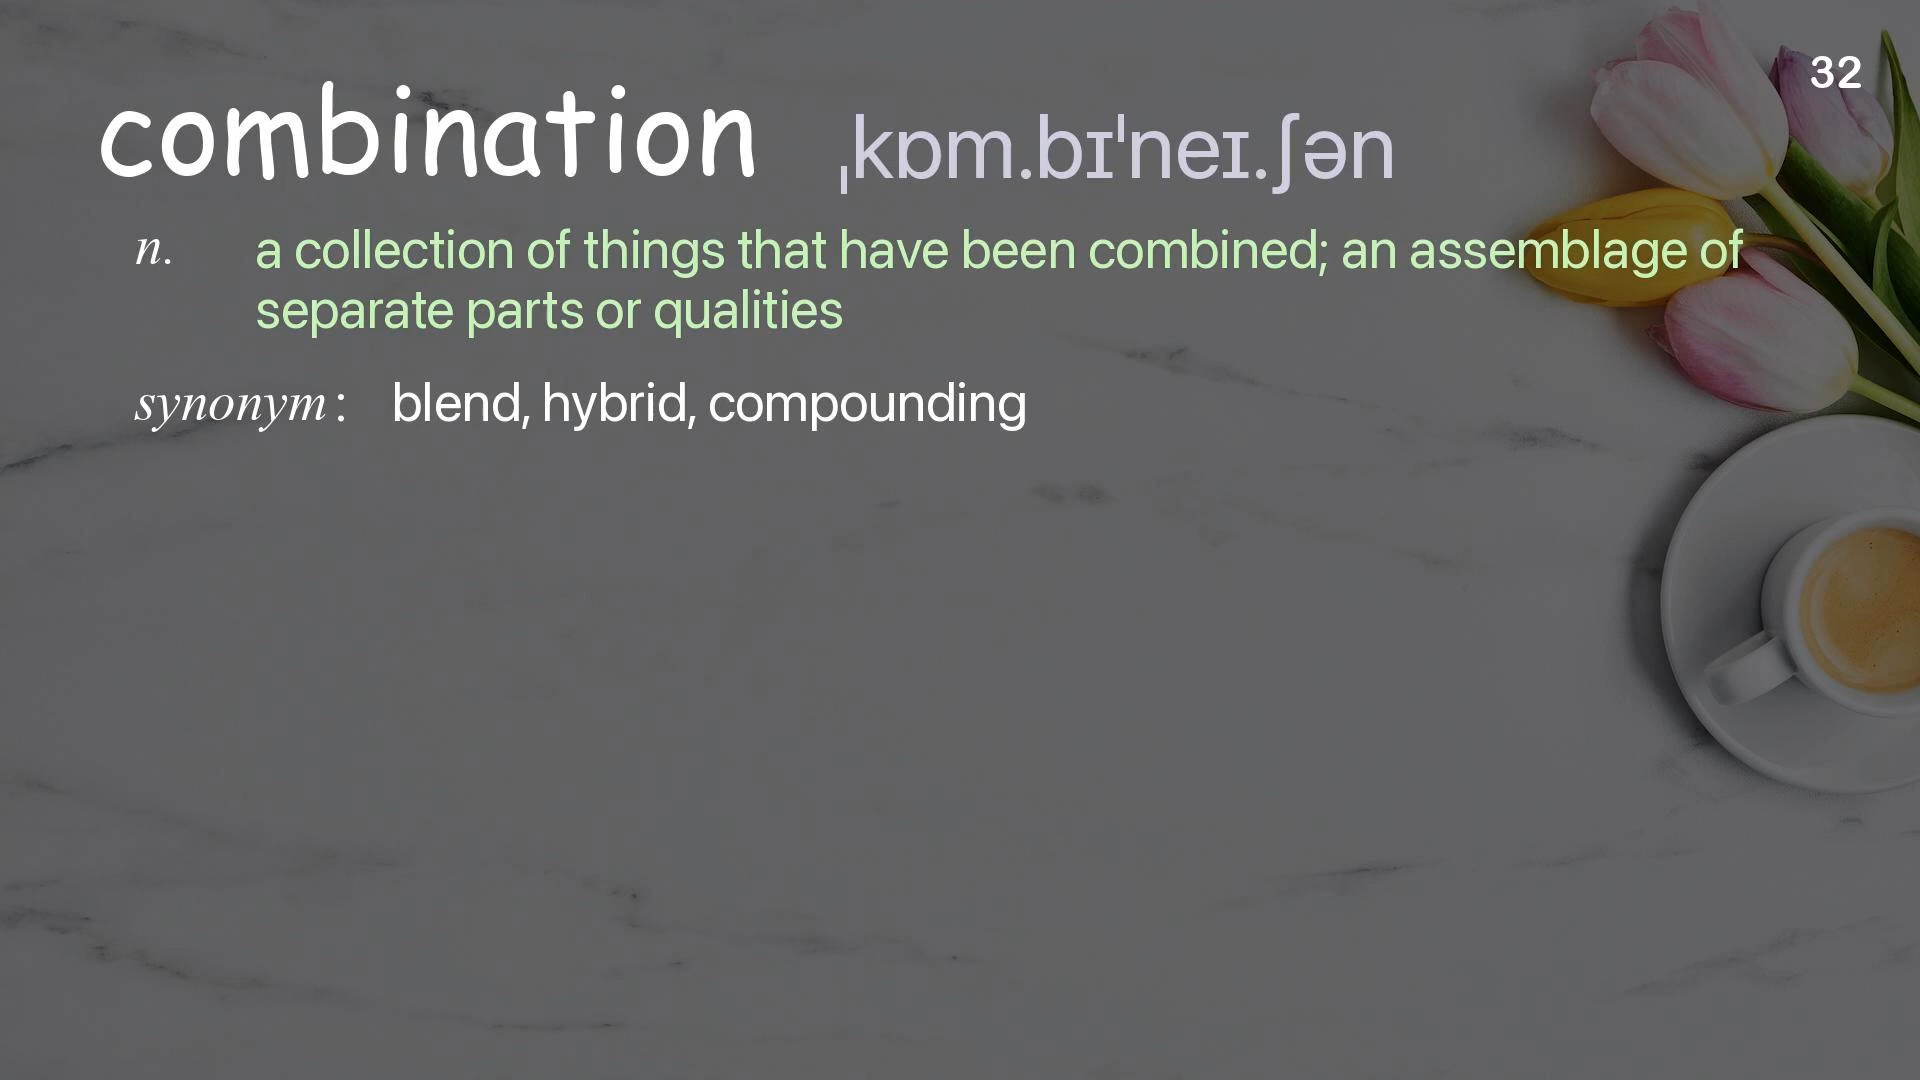 32
combination ˌkɒm.bɪˈneɪ.ʃən
n. a collection of things that have been combined; an assemblage of
separate parts or qualities
synonym : blend, hybrid, compounding